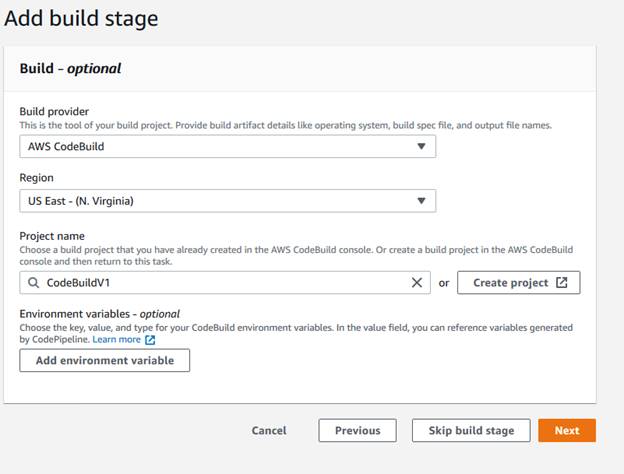 Add build stage
Build – optional
Build provider
This is the tool of your build project. Provide build artifact details like operating system, build spec file, and output file names.
AWS CodeBuild
Region
US East - (N. Virginia)
Project name
Choose a build project that you have already created in the AWS CodeBuild console. Or create a build project in the AWS CodeBuild
console and then return to this task.
CodeBuildV1
or
Create project
Environment variables - optional
Choose the key, value, and type for your CodeBuild environment variables. In the value field, you can reference variables generated
by CodePipeline. Learn more
Add environment variable
Cancel
Previous
Skip build stage
Next